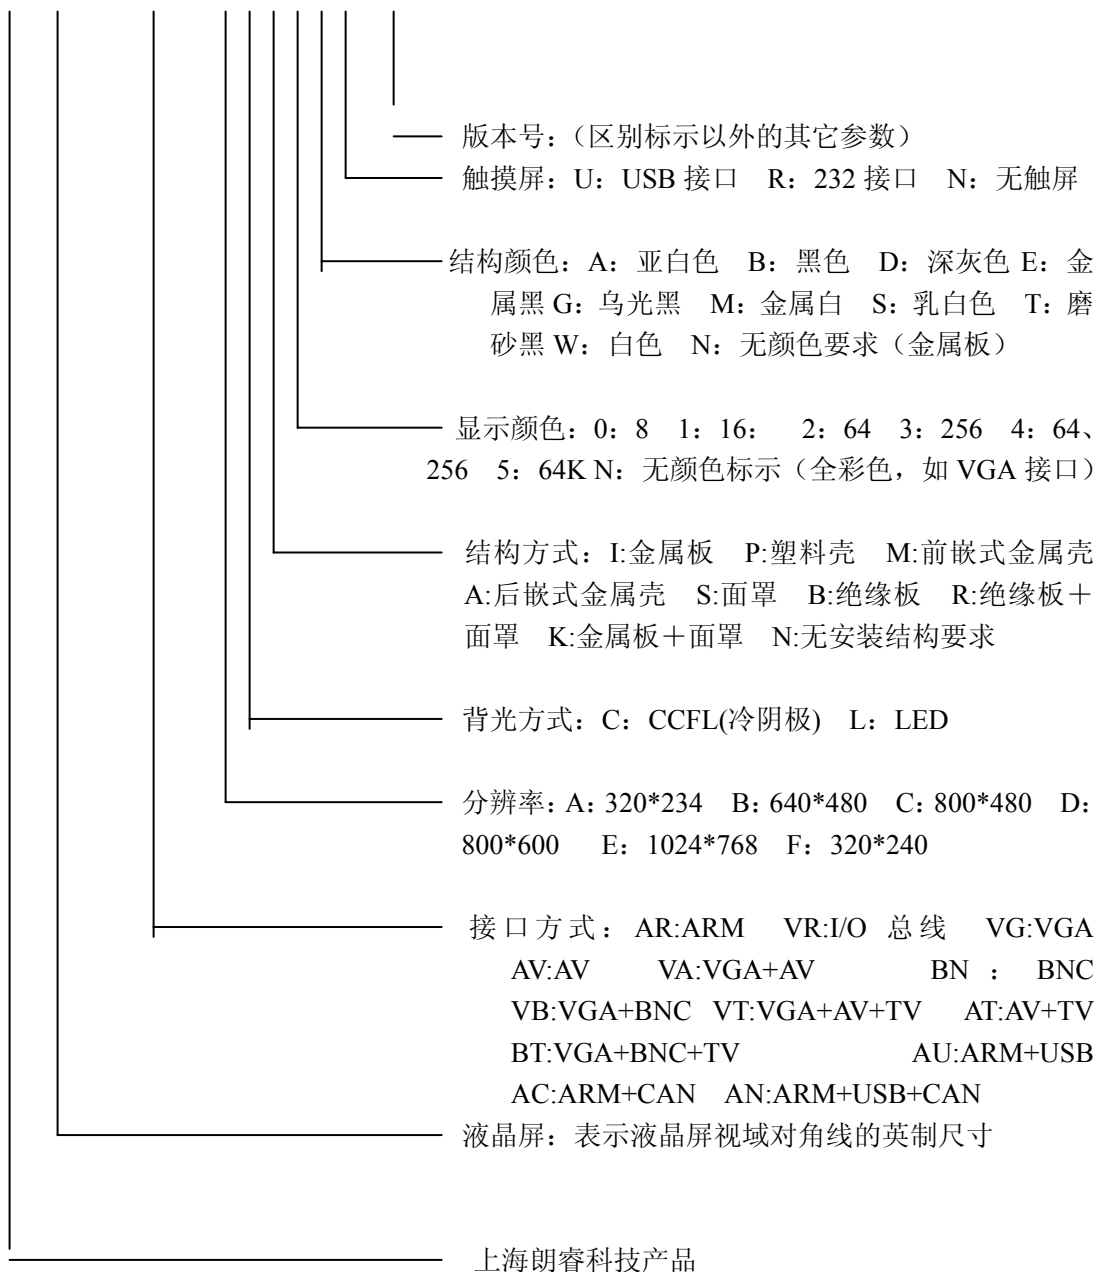 版本号：（区别标示以外的其它参数）
触摸屏：U：USB 接口　R：232 接口　N：无触屏
结构颜色：A：亚白色　B：黑色　D：深灰色 E：金
属黑 G：乌光黑　M：金属白　S：乳白色　T：磨
砂黑 W：白色　N：无颜色要求（金属板）
显示颜色：0：8　1：16：　2：64　3：256　4：64、
256　5：64K N：无颜色标示（全彩色，如 VGA 接口）
结构方式：I:金属板　P:塑料壳　M:前嵌式金属壳
A:后嵌式金属壳　S:面罩　B:绝缘板　R:绝缘板＋
面罩　K:金属板＋面罩　N:无安装结构要求
背光方式：C：CCFL(冷阴极)　L：LED
分辨率：A：320*234　B：640*480　C：800*480　D：
800*600　E：1024*768　F：320*240
接口方式：AR:ARM　VR:I/O 总线　VG:VGA
AV:AV　VA:VGA+AV　BN：BNC
VB:VGA+BNC　VT:VGA+AV+TV　AT:AV+TV
BT:VGA+BNC+TV　AU:ARM+USB
AC:ARM+CAN　AN:ARM+USB+CAN
液晶屏：表示液晶屏视域对角线的英制尺寸
上海朗睿科技产品